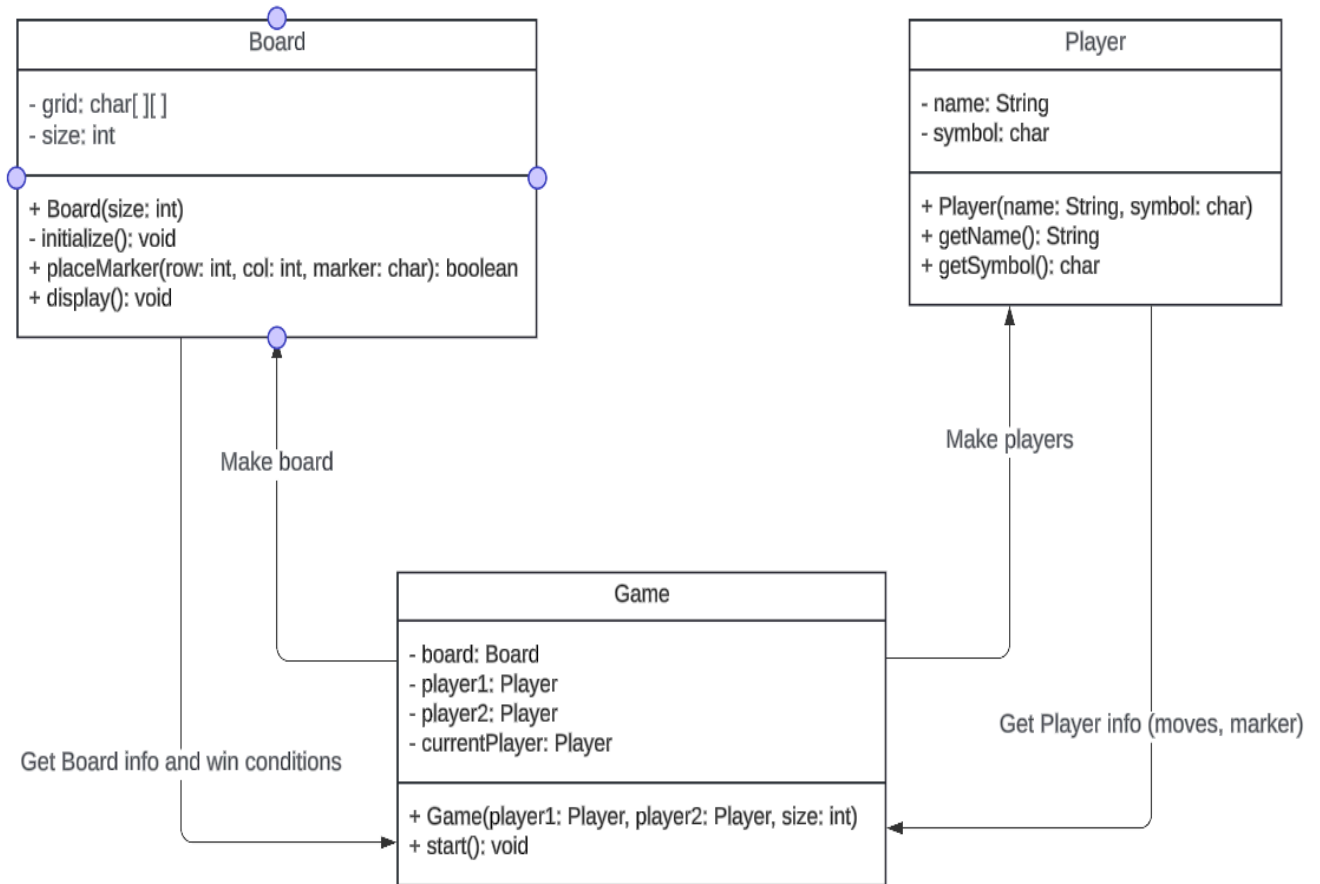 Board
- grid: char[ ][ ]
- size: int
+ Board(size: int)
- initialize(): void
+ placeMarker(row: int, col: int, marker: char): boolean
+ display(): void
Player
- name: String
- symbol: char
+ Player(name: String, symbol: char)
+ getName(): String
+ getSymbol(): char
Make board
Make players
Game
- board: Board
- player1: Player
- player2: Player
- currentPlayer: Player
+ Game(player1: Player, player2: Player, size: int)
+ start(): void
Get Board info and win conditions
Get Player info (moves, marker)